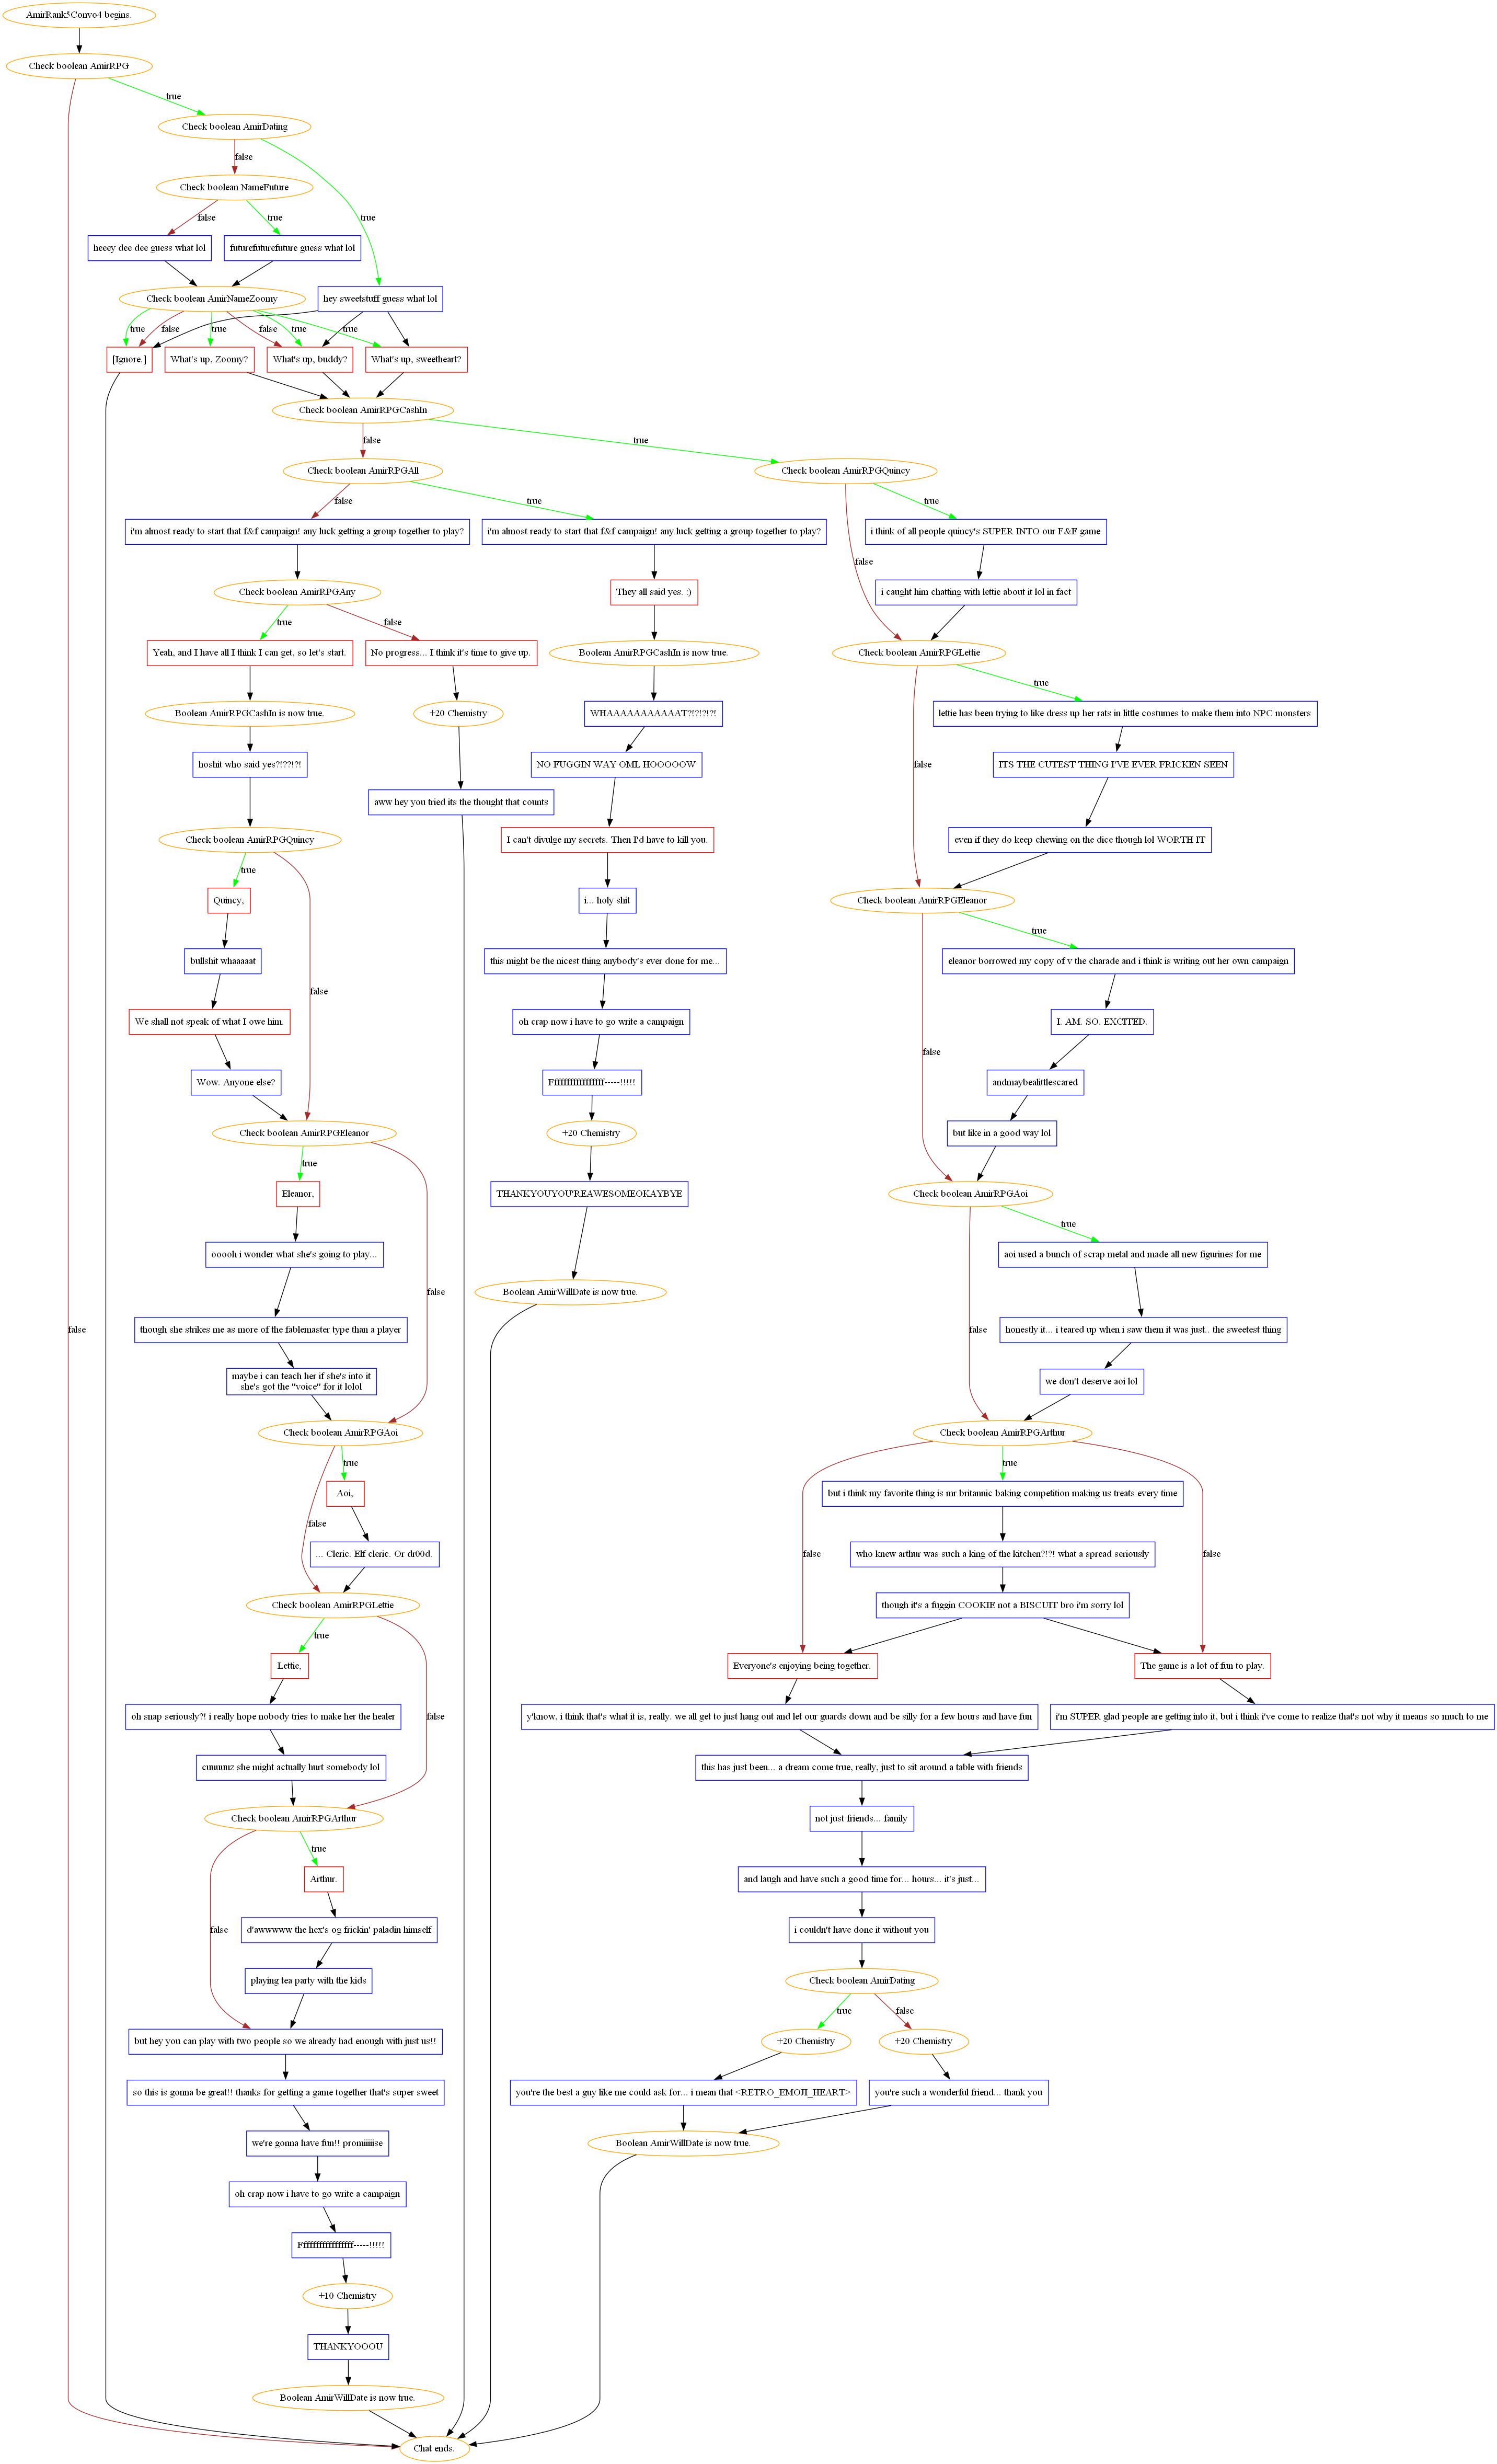 AmirRank5Convo4 begins.
Check boolean AmirRPG
true
Check boolean AmirDating
false
Check boolean NameFuture
true
false
true
heeey dee dee guess what lol
futurefuturefuture guess what lol
Check boolean AmirNameZoomy
hey sweetstuff guess what lol
true
false
true
false
true
true
[Ignore.]
What's up, Zoomy?
What's up, buddy?
What's up, sweetheart?
Check boolean AmirRPGCashIn
false
true
Check boolean AmirRPGAll
Check boolean AmirRPGQuincy
false
true
true
i'm almost ready to start that f&f campaign! any luck getting a group together to play?
i'm almost ready to start that f&f campaign! any luck getting a group together to play?
i think of all people quincy's SUPER INTO our F&F game
false
Check boolean AmirRPGAny
They all said yes. :)
i caught him chatting with lettie about it lol in fact
true
false
Yeah, and I have all I think I can get, so let's start.
No progress... I think it's time to give up.
Boolean AmirRPGCashIn is now true.
Check boolean AmirRPGLettie
true
Boolean AmirRPGCashIn is now true.
+20 Chemistry
WHAAAAAAAAAAAT?!?!?!?!
lettie has been trying to like dress up her rats in little costumes to make them into NPC monsters
hoshit who said yes?!??!?!
NO FUGGIN WAY OML HOOOOOW
false
ITS THE CUTEST THING I'VE EVER FRICKEN SEEN
aww hey you tried its the thought that counts
Check boolean AmirRPGQuincy
I can't divulge my secrets. Then I'd have to kill you.
even if they do keep chewing on the dice though lol WORTH IT
true
Quincy,
i... holy shit
Check boolean AmirRPGEleanor
true
bullshit whaaaaat
this might be the nicest thing anybody's ever done for me...
eleanor borrowed my copy of v the charade and i think is writing out her own campaign
false
We shall not speak of what I owe him.
oh crap now i have to go write a campaign
I. AM. SO. EXCITED.
false
Wow. Anyone else?
Fffffffffffffffff-----!!!!!
andmaybealittlescared
Check boolean AmirRPGEleanor
+20 Chemistry
but like in a good way lol
true
Eleanor,
THANKYOUYOU'REAWESOMEOKAYBYE
Check boolean AmirRPGAoi
true
ooooh i wonder what she's going to play...
aoi used a bunch of scrap metal and made all new figurines for me
false
Boolean AmirWillDate is now true.
false
though she strikes me as more of the fablemaster type than a player
false
honestly it... i teared up when i saw them it was just.. the sweetest thing
maybe i can teach her if she's into it
she's got the "voice" for it lolol
we don't deserve aoi lol
Check boolean AmirRPGAoi
Check boolean AmirRPGArthur
true
true
Aoi,
but i think my favorite thing is mr britannic baking competition making us treats every time
false
... Cleric. Elf cleric. Or dr00d.
false
who knew arthur was such a king of the kitchen?!?! what a spread seriously
false
Check boolean AmirRPGLettie
though it's a fuggin COOKIE not a BISCUIT bro i'm sorry lol
true
Lettie,
Everyone's enjoying being together.
The game is a lot of fun to play.
oh snap seriously?! i really hope nobody tries to make her the healer
false
y'know, i think that's what it is, really. we all get to just hang out and let our guards down and be silly for a few hours and have fun
i'm SUPER glad people are getting into it, but i think i've come to realize that's not why it means so much to me
cuuuuuz she might actually hurt somebody lol
this has just been... a dream come true, really, just to sit around a table with friends
Check boolean AmirRPGArthur
not just friends... family
true
Arthur.
and laugh and have such a good time for... hours... it's just...
false
d'awwwww the hex's og frickin' paladin himself
i couldn't have done it without you
playing tea party with the kids
Check boolean AmirDating
true
false
but hey you can play with two people so we already had enough with just us!!
+20 Chemistry
+20 Chemistry
so this is gonna be great!! thanks for getting a game together that's super sweet
you're the best a guy like me could ask for... i mean that <RETRO_EMOJI_HEART>
you're such a wonderful friend... thank you
we're gonna have fun!! promiiiiise
Boolean AmirWillDate is now true.
oh crap now i have to go write a campaign
Fffffffffffffffff-----!!!!!
+10 Chemistry
THANKYOOOU
Boolean AmirWillDate is now true.
Chat ends.